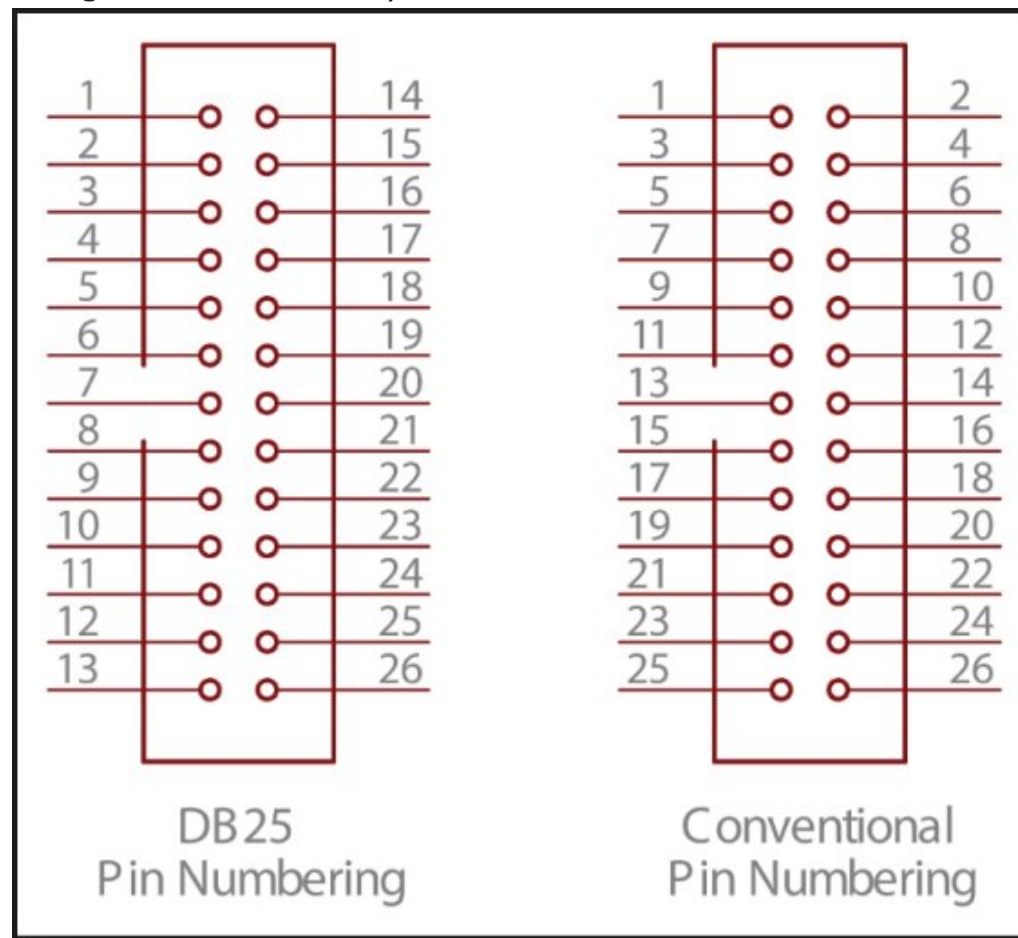 1 14 1 2
2 15 3 4
3 16 5 6
4 17 7 8
5 18 9 10
6 19 11 12
7 20 13 14
8 21 15 16
9 22 17 18
10 23 19 20
11 24 21 22
12 25 23 24
13 26 25 26
DB25 Conventional
Pin Numbering Pin Numbering